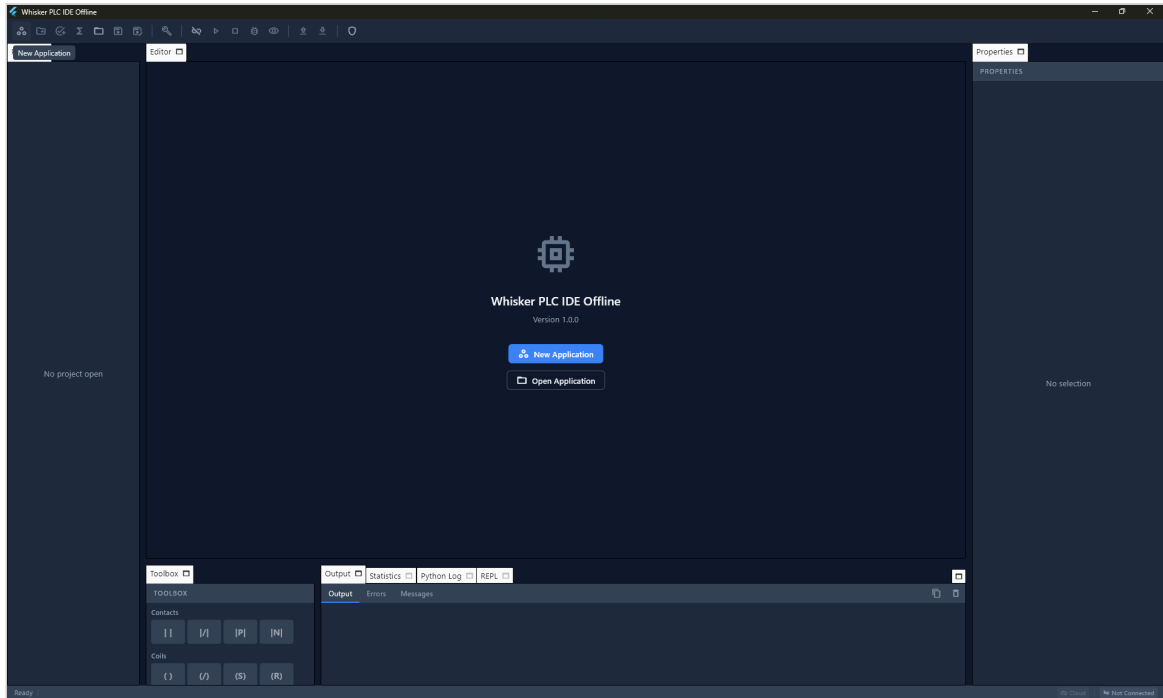 Whisker PLC IDE Offline
New Application
Editor
Properties
PROPERTIES
No project open
Whisker PLC IDE Offline
Version 1.0.0
New Application
Open Application
No selection
Toolbox
TOOLBOX
Contacts
| | |/| |P| |N|
Coils
( ) (/) (S) (R)
Output Statistics Python Log REPL
Output Errors Messages
Ready
Cloud Not Connected